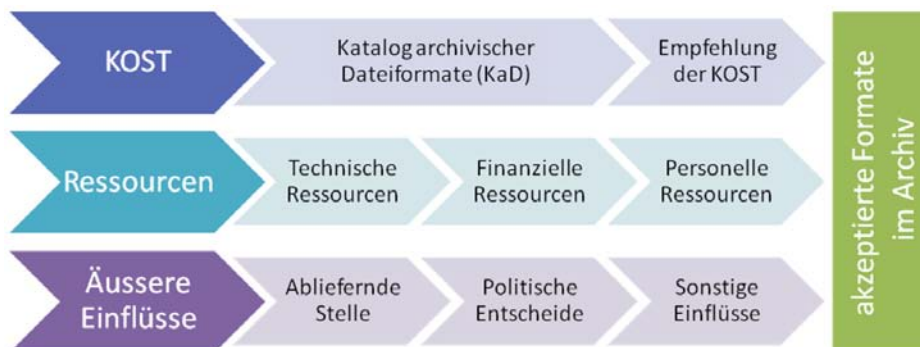 KOST
Katalog archivischer
Dateiformate (KaD)
Empfehlung
der KOST
Ressourcen
Technische
Ressourcen
Finanzielle
Ressourcen
Personelle
Ressourcen
Äussere
Einflüsse
Abliefernde
Stelle
Politische
Entscheide
Sonstige
Einflüsse
akzeptierte Formate
im Archiv